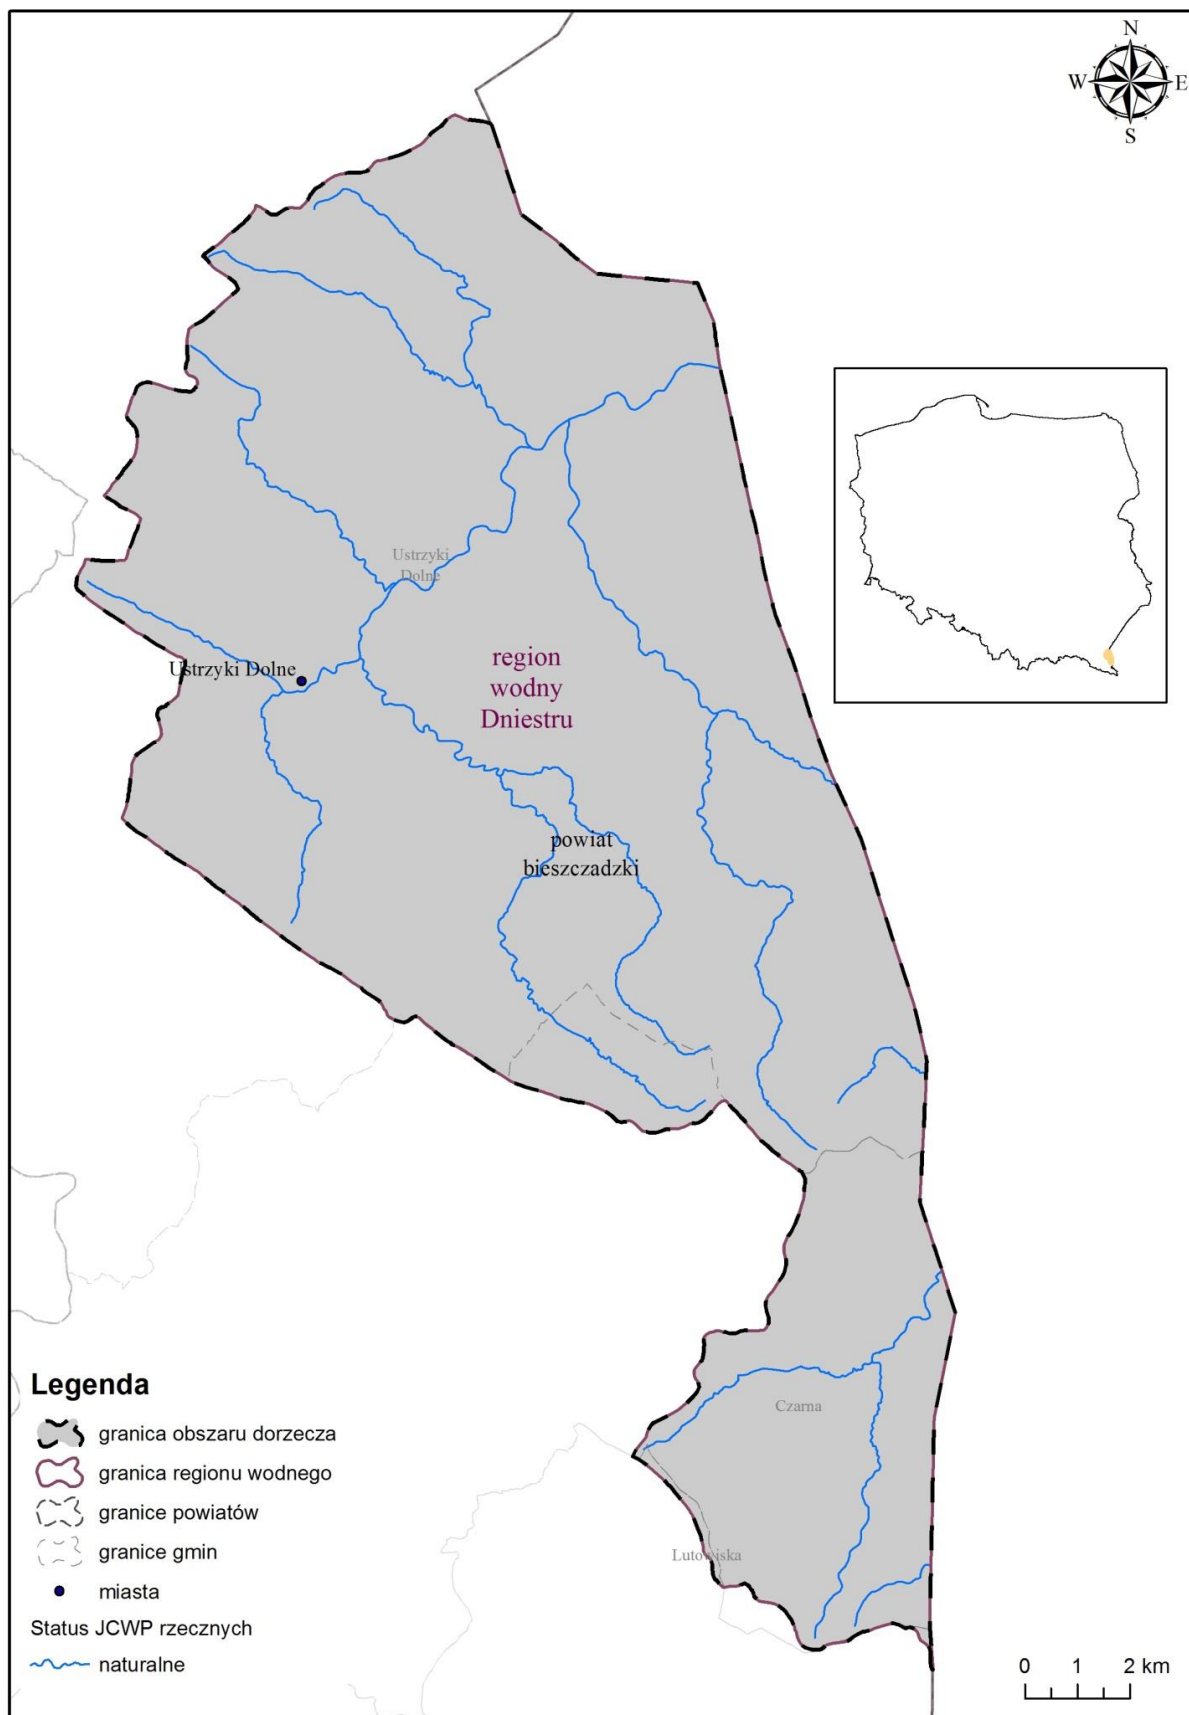 N
W
E
S
Ustrzyki
Dolne
Ustrzyki Dolne
region
wodny
Dniestru
powiat
bieszczadzki
Czarna
Lutowiska
Legenda
granica obszaru dorzecza
granica regionu wodnego
granice powiatów
granice gmin
miasta
Status JCWP rzecznych
naturalne
0 1 2 km